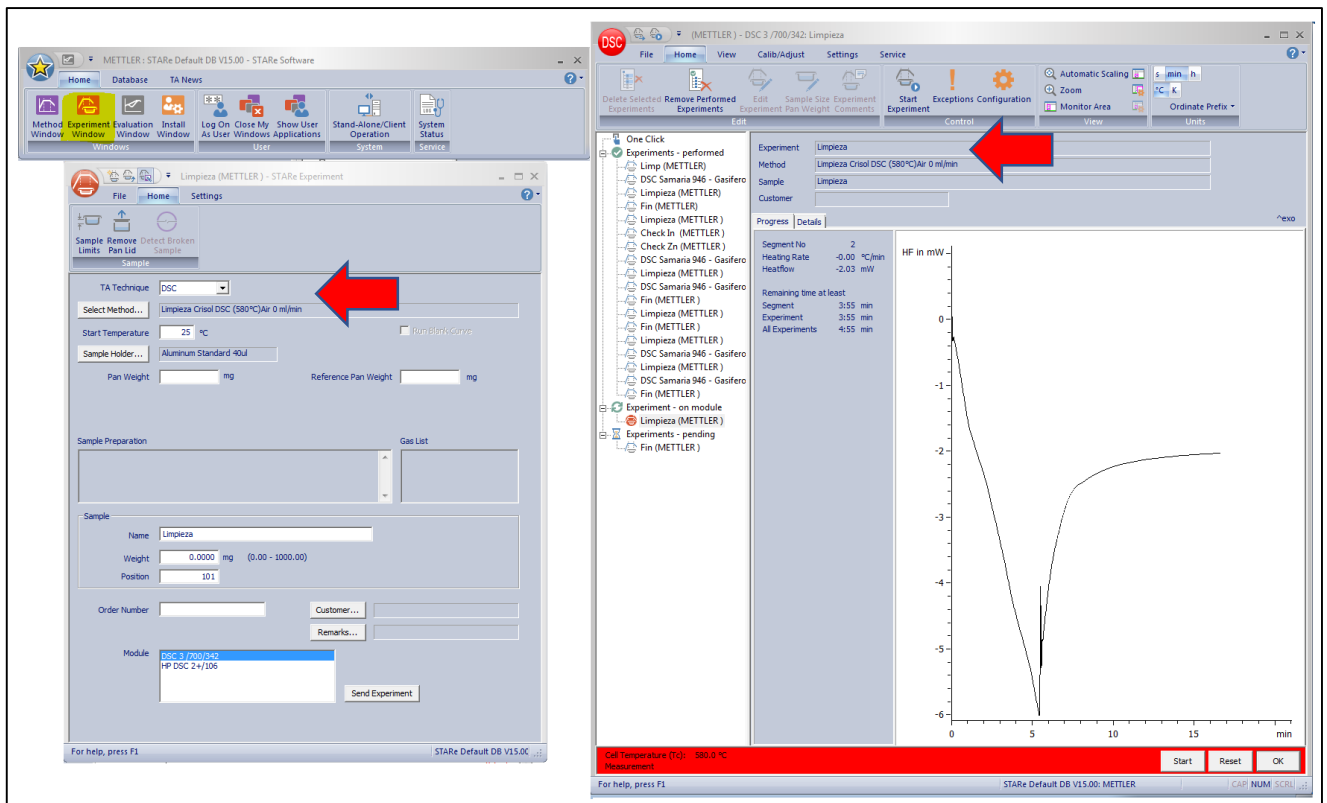 METTLER : STARe Default DB V15.00 - STARe Software
Home Database TA News
Method Window
Experiment Window
Evaluation Window
Install Window
Log On As User
Close My Windows
Show User Applications
Stand-Alone/Client Operation
System Status
Windows User System Service
Limpieza (METTLER ) - STARe Experiment
File Home Settings
Sample Limits
Remove Pan Lid
Detect Broken Sample
Sample
TA Technique DSC
Select Method... Limpieza Crisol DSC (580ºC)Air 0 ml/min
Start Temperature 25 ºC Run Blank Curve
Sample Holder... Aluminum Standard 40ul
Pan Weight mg Reference Pan Weight mg
Sample Preparation Gas List
Sample
Name Limpieza
Weight 0.0000 mg (0.00 - 1000.00)
Position 101
Order Number Customer...
Remarks...
Module DSC 3 /700/342
HP DSC 2+/106
Send Experiment
For help, press F1 STARe Default DB V15.00
DSC (METTLER ) - DSC 3 /700/342: Limpieza
File Home View Calib/Adjust Settings Service
Delete Selected Experiments
Remove Performed Experiments
Edit Experiment
Sample Size Pan Weight
Experiment Comments
Start Experiment
Exceptions
Configuration
Automatic Scaling
Zoom
Monitor Area
s min h
ºC K
Ordinate Prefix
Edit Control View Units
One Click
Experiments - performed
Limp (METTLER)
DSC Samaria 946 - Gasifero
Limpieza (METTLER)
Fin (METTLER)
Limpieza (METTLER )
Check In (METTLER )
Check Zn (METTLER )
DSC Samaria 946 - Gasifero
Limpieza (METTLER )
DSC Samaria 946 - Gasifero
Fin (METTLER )
Limpieza (METTLER )
Fin (METTLER )
Limpieza (METTLER )
DSC Samaria 946 - Gasifero
Limpieza (METTLER )
DSC Samaria 946 - Gasifero
Fin (METTLER )
Experiment - on module
Limpieza (METTLER )
Experiments - pending
Fin (METTLER )
Experiment Limpieza
Method Limpieza Crisol DSC (580ºC)Air 0 ml/min
Sample Limpieza
Customer
Progress Details ^exo
Segment No 2
Heating Rate -0.00 ºC/min
Heatflow -2.03 mW
Remaining time at least
Segment 3:55 min
Experiment 3:55 min
All Experiments 4:55 min
HF in mW
0
-1
-2
-3
-4
-5
-6
0 5 10 15 min
Cell Temperature (Tc): 580.0 ºC
Measurement
Start Reset OK
For help, press F1 STARe Default DB V15.00: METTLER CAP NUM SCRL